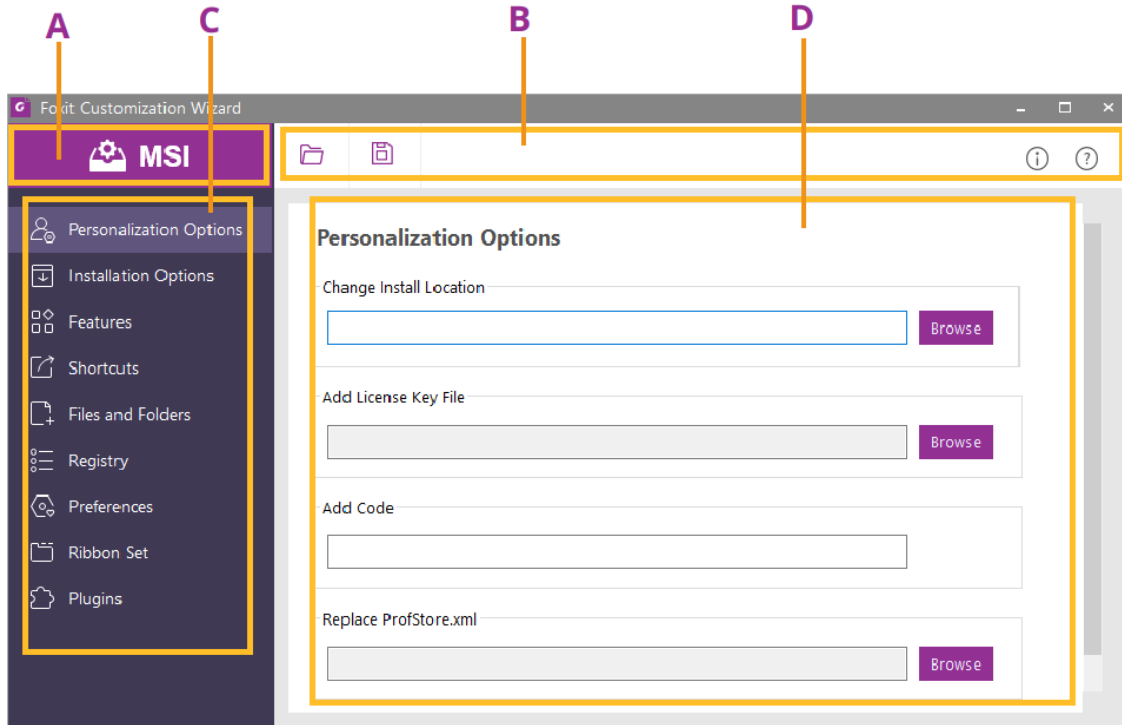 A C B D
Foxit Customization Wizard
MSI
Personalization Options
Installation Options
Features
Shortcuts
Files and Folders
Registry
Preferences
Ribbon Set
Plugins
Personalization Options
Change Install Location
Browse
Add License Key File
Browse
Add Code
Replace ProfStore.xml
Browse